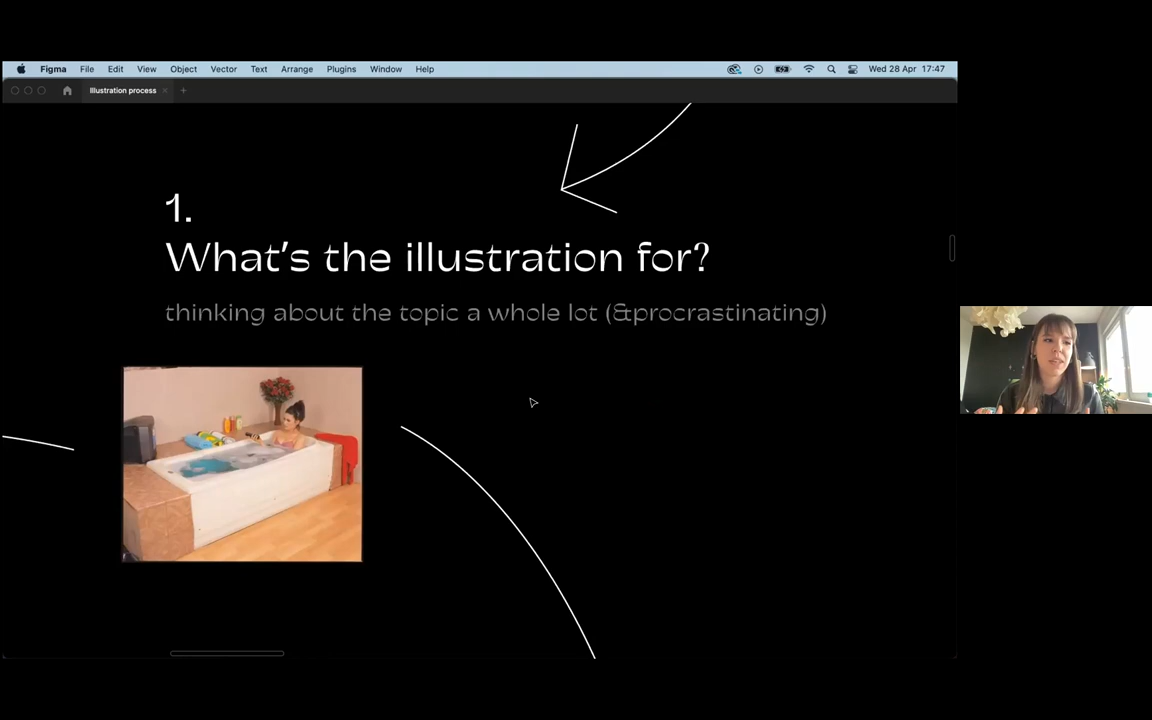 Figma File Edit View Object Vector Text Arrange Plugins Window Help Wed 28 Apr 17:47
Illustration process
1.
What's the illustration for?
thinking about the topic a whole lot (&procrastinating)